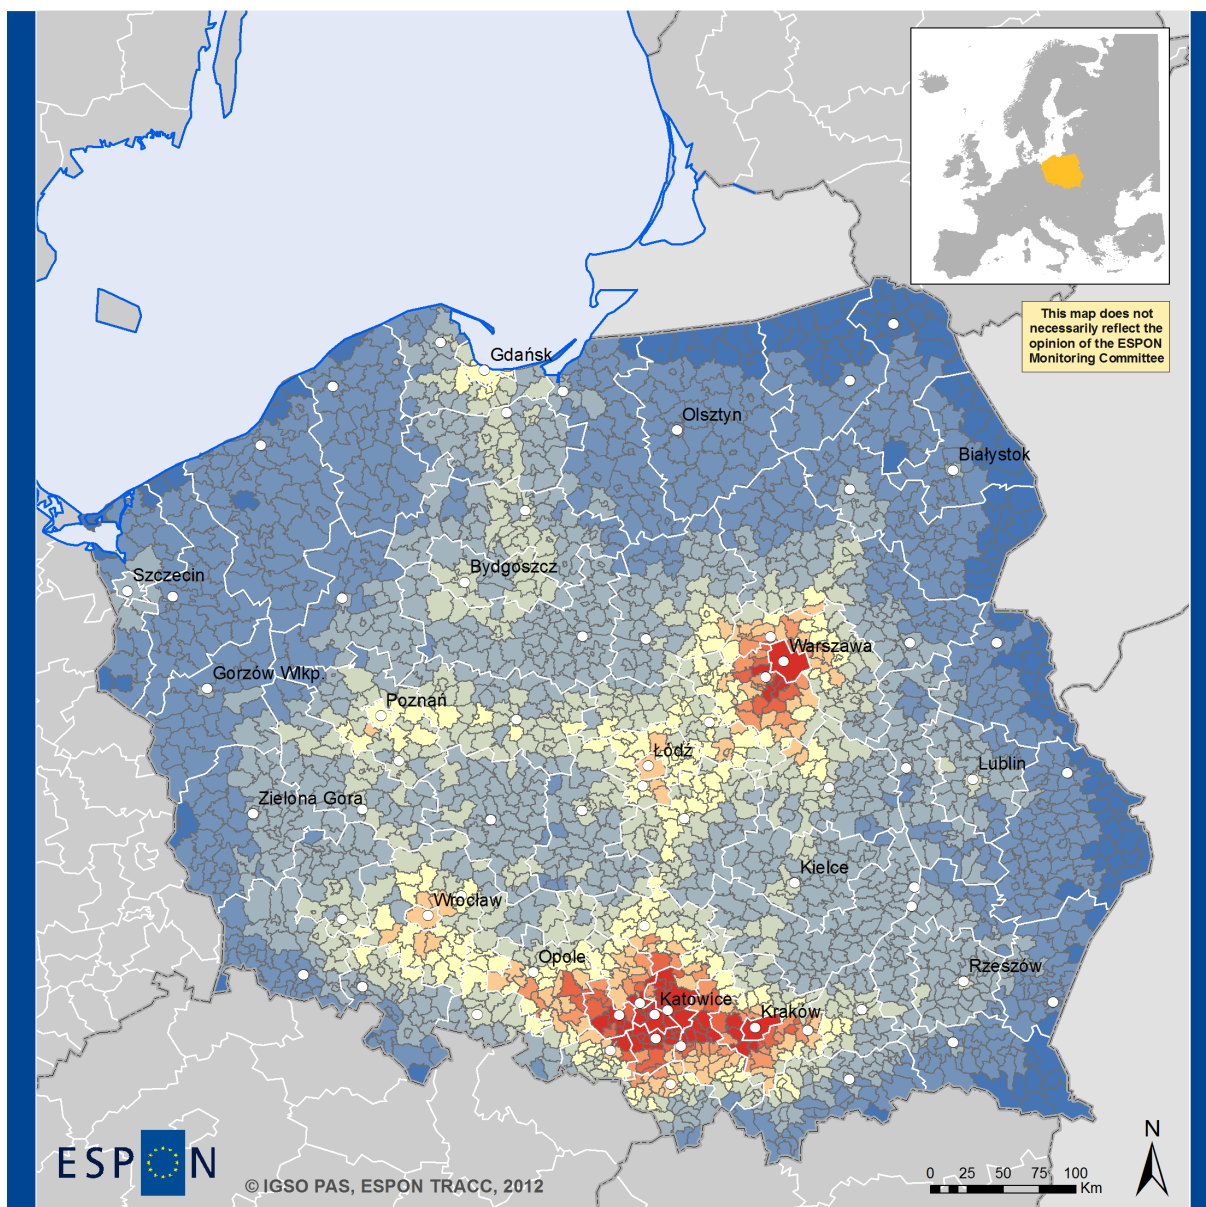 This map does not
necessarily reflect the
opinion of the ESPON
Monitoring Committee
Gdańsk
Olsztyn
Białystok
Szczecin
Bydgoszcz
Warszawa
Gorzów Wlkp.
Poznań
Łódź
Lublin
Zielona Góra
Kielce
Wrocław
Opole
Rzeszów
Katowice
Kraków
ESPON
© IGSO PAS, ESPON TRACC, 2012
N
0 25 50 75 100
Km